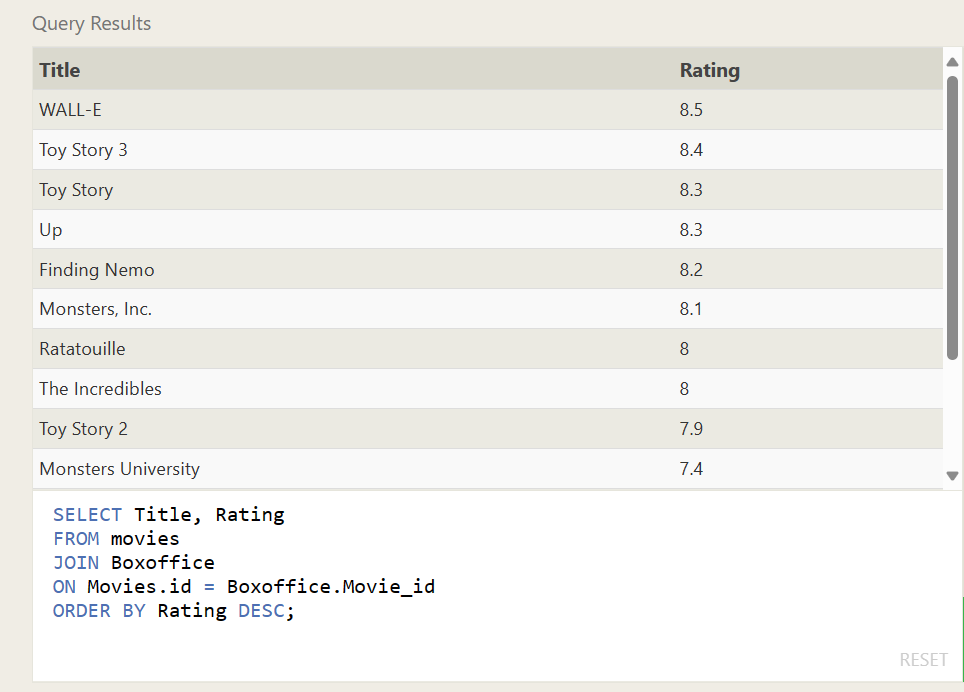 Query Results
Title Rating
WALL-E 8.5
Toy Story 3 8.4
Toy Story 8.3
Up 8.3
Finding Nemo 8.2
Monsters, Inc. 8.1
Ratatouille 8
The Incredibles 8
Toy Story 2 7.9
Monsters University 7.4
SELECT Title, Rating
FROM movies
JOIN Boxoffice
ON Movies.id = Boxoffice.Movie_id
ORDER BY Rating DESC;
RESET